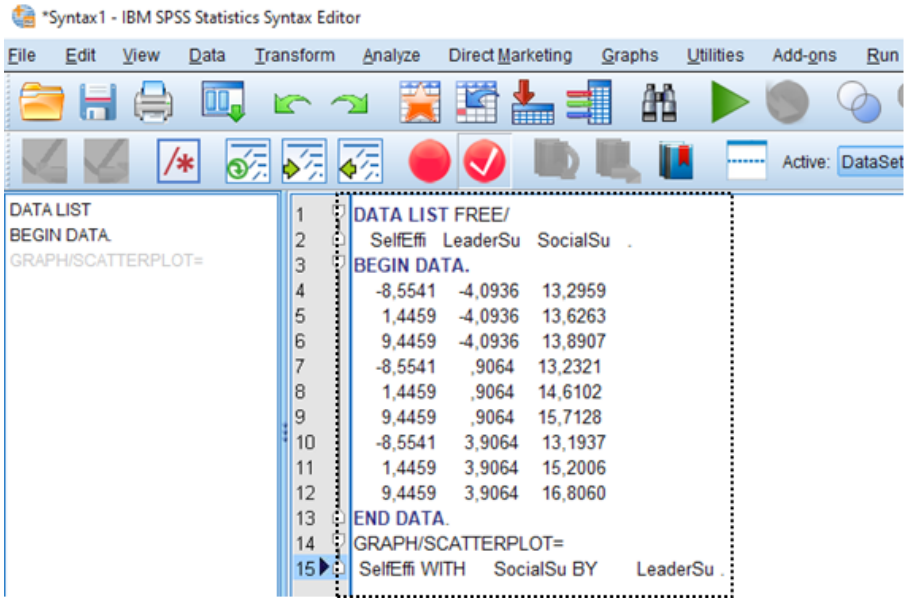 *Syntax1 - IBM SPSS Statistics Syntax Editor
File Edit View Data Transform Analyze Direct Marketing Graphs Utilities Add-ons Run
/*
Active: DataSet
DATA LIST
BEGIN DATA.
GRAPH/SCATTERPLOT=
1 DATA LIST FREE/
2 SelfEffi LeaderSu SocialSu .
3 BEGIN DATA.
4 -8,5541 -4,0936 13,2959
5 1,4459 -4,0936 13,6263
6 9,4459 -4,0936 13,8907
7 -8,5541 ,9064 13,2321
8 1,4459 ,9064 14,6102
9 9,4459 ,9064 15,7128
10 -8,5541 3,9064 13,1937
11 1,4459 3,9064 15,2006
12 9,4459 3,9064 16,8060
13 END DATA.
14 GRAPH/SCATTERPLOT=
15 SelfEffi WITH SocialSu BY LeaderSu .